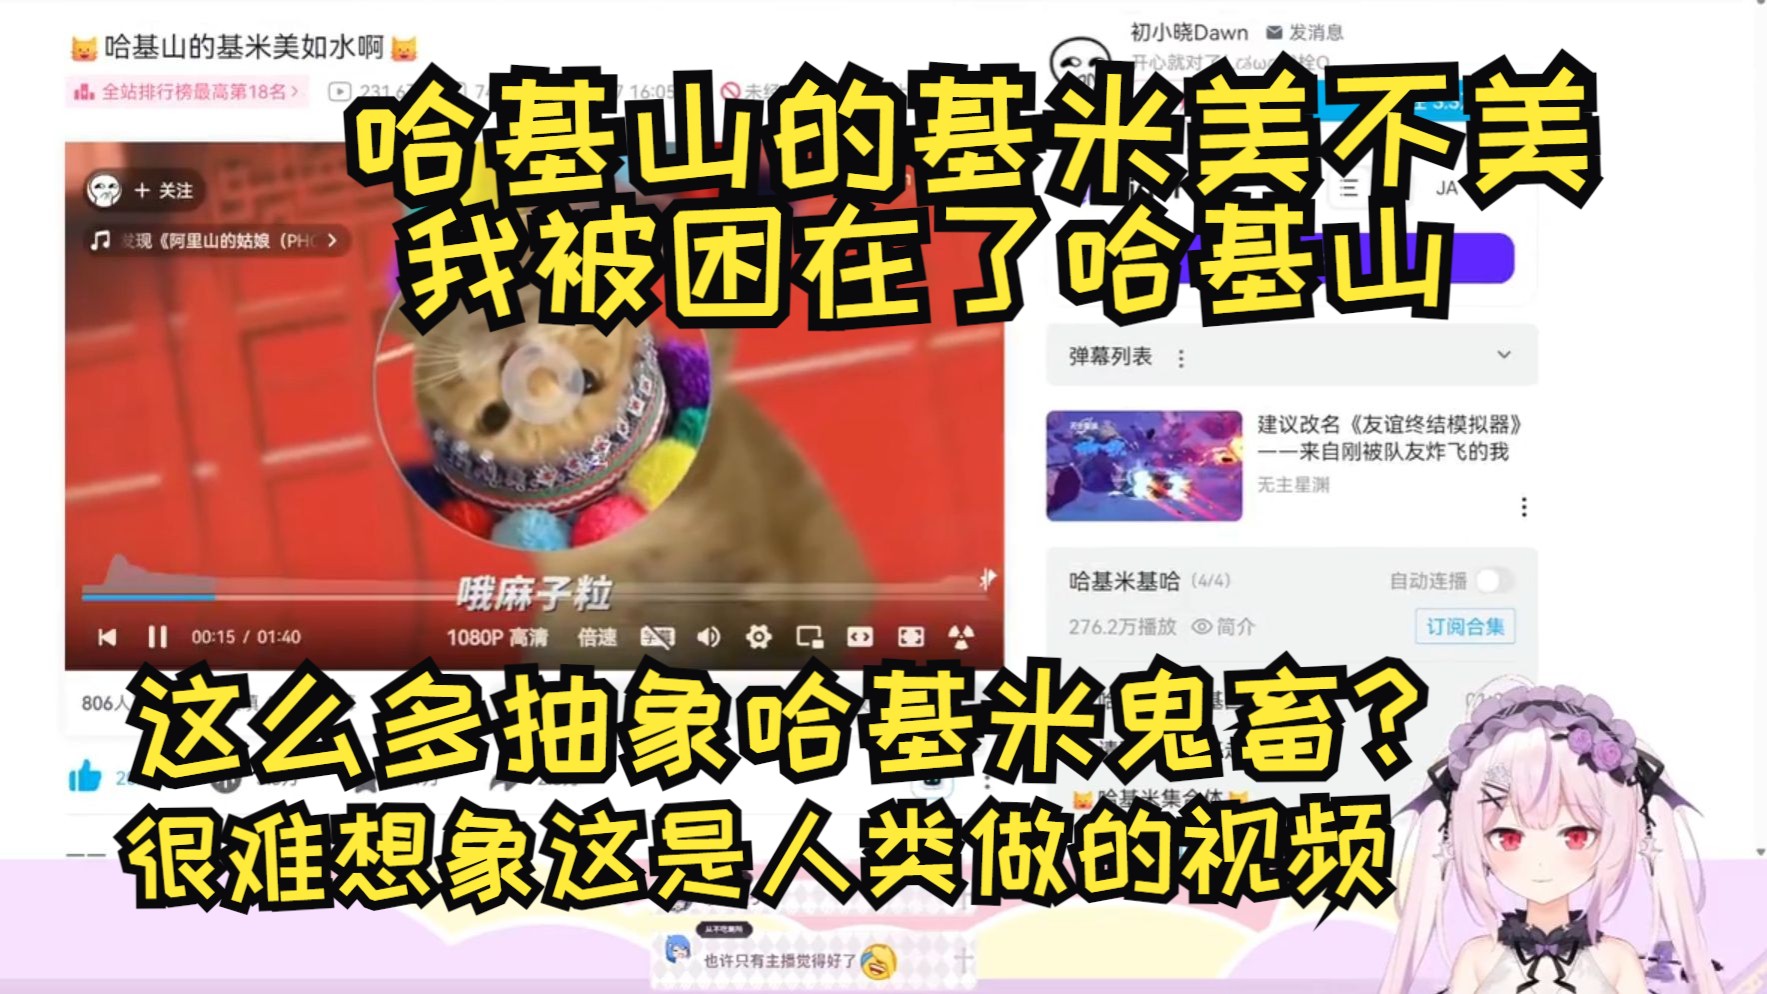 哈基山的基米美如水啊
全站排行榜最高第18名
初小晓Dawn 发消息
哈基山的基米美不美
我被困在了哈基山
+ 关注
发现《阿里山的姑娘
弹幕列表
建议改名《友谊终结模拟器》
——来自刚被队友炸飞的我
无主星渊
哦麻子粒
00:15 / 01:40
1080P 高清 倍速
哈基米基哈 (4/4)
自动连播
276.2万播放 简介
订阅合集
这么多抽象哈基米鬼畜?
哈基米集合体
很难想象这是人类做的视频
也许只有主播觉得好了